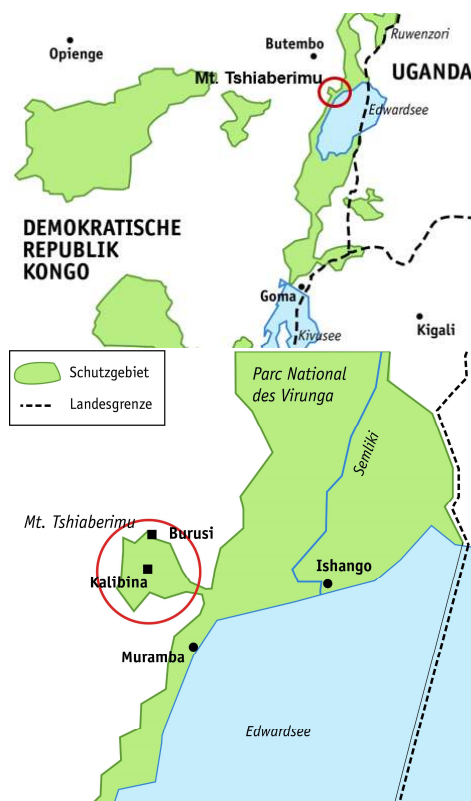 Ruwenzori
Butembo
Opienge
UGANDA
Mt. Tshiaberimu
Edwardsee
DEMOKRATISCHE
REPUBLIK
KONGO
Goma
Kivusee
Kigali
Schutzgebiet
Landesgrenze
Parc National
des Virunga
Semliki
Mt. Tshiaberimu
Burusi
Kalibina
Ishango
Muramba
Edwardsee